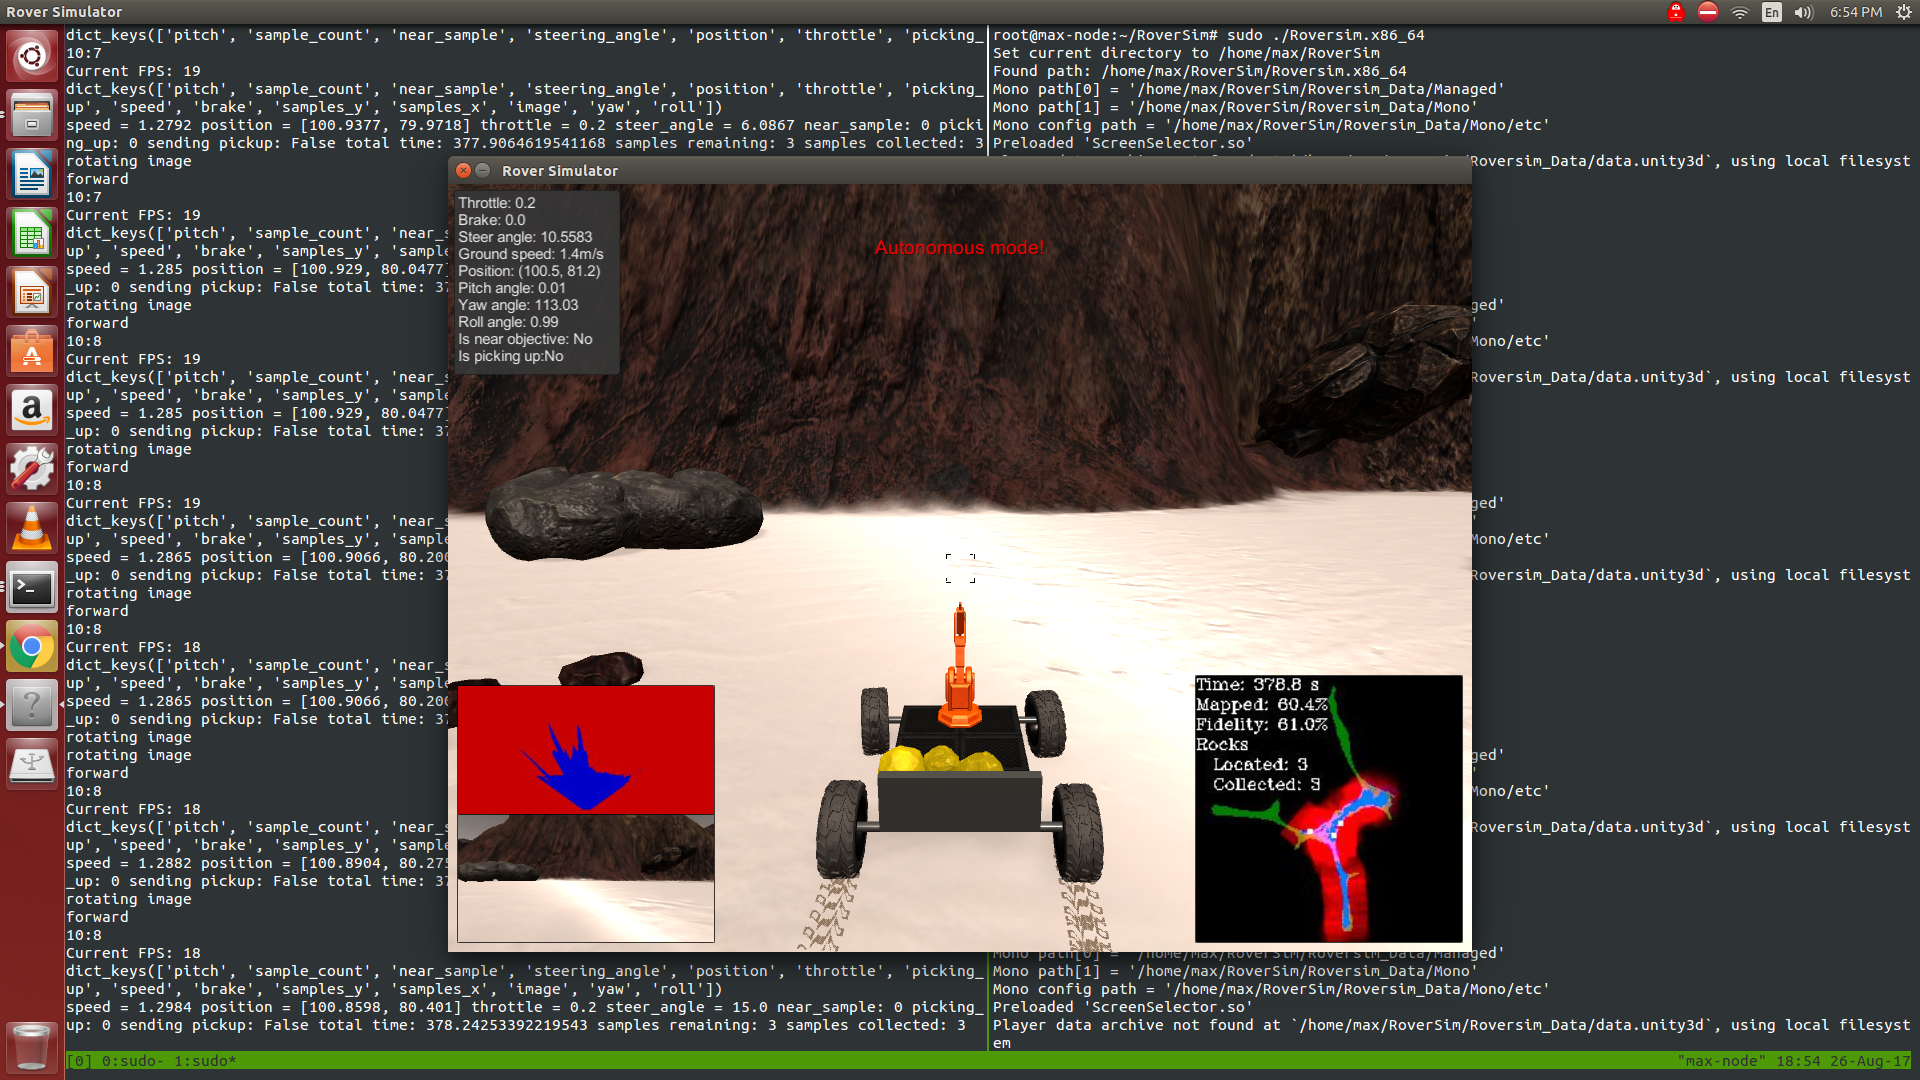 Rover Simulator
En
6:54 PM
dict_keys(['pitch', 'sample_count', 'near_sample', 'steering_angle', 'position', 'throttle', 'picking_
10:7
Current FPS: 19
dict_keys(['pitch', 'sample_count', 'near_sample', 'steering_angle', 'position', 'throttle', 'picking_
up', 'speed', 'brake', 'samples_y', 'samples_x', 'image', 'yaw', 'roll'])
speed = 1.2792 position = [100.9377, 79.9718] throttle = 0.2 steer_angle = 6.0867 near_sample: 0 picki
ng_up: 0 sending pickup: False total time: 377.9064619541168 samples remaining: 3 samples collected: 3
rotating image
forward
10:7
Current FPS: 19
dict_keys(['pitch', 'sample_count', 'near_s
up', 'speed', 'brake', 'samples_y', 'sample
speed = 1.285 position = [100.929, 80.0477]
_up: 0 sending pickup: False total time: 37
rotating image
forward
10:8
Current FPS: 19
dict_keys(['pitch', 'sample_count', 'near_s
up', 'speed', 'brake', 'samples_y', 'sample
speed = 1.285 position = [100.929, 80.0477]
_up: 0 sending pickup: False total time: 37
rotating image
forward
10:8
Current FPS: 19
dict_keys(['pitch', 'sample_count', 'near_s
up', 'speed', 'brake', 'samples_y', 'sample
speed = 1.2865 position = [100.9066, 80.200
_up: 0 sending pickup: False total time: 37
rotating image
forward
10:8
Current FPS: 18
dict_keys(['pitch', 'sample_count', 'near_s
up', 'speed', 'brake', 'samples_y', 'sample
speed = 1.2865 position = [100.9066, 80.200
_up: 0 sending pickup: False total time: 37
rotating image
rotating image
forward
10:8
Current FPS: 18
dict_keys(['pitch', 'sample_count', 'near_s
up', 'speed', 'brake', 'samples_y', 'sample
speed = 1.2882 position = [100.8904, 80.275
_up: 0 sending pickup: False total time: 37
rotating image
forward
10:8
Current FPS: 18
dict_keys(['pitch', 'sample_count', 'near_sample', 'steering_angle', 'position', 'throttle', 'picking_
up', 'speed', 'brake', 'samples_y', 'samples_x', 'image', 'yaw', 'roll'])
speed = 1.2984 position = [100.8598, 80.401] throttle = 0.2 steer_angle = 15.0 near_sample: 0 picking_
up: 0 sending pickup: False total time: 378.24253392219543 samples remaining: 3 samples collected: 3
root@max-node:~/RoverSim# sudo ./Roversim.x86_64
Set current directory to /home/max/RoverSim
Found path: /home/max/RoverSim/Roversim.x86_64
Mono path[0] = '/home/max/RoverSim/Roversim_Data/Managed'
Mono path[1] = '/home/max/RoverSim/Roversim_Data/Mono'
Mono config path = '/home/max/RoverSim/Roversim_Data/Mono/etc'
Preloaded 'ScreenSelector.so'
/Roversim_Data/data.unity3d`, using local filesyst
ged'
'
Mono/etc'
Roversim_Data/data.unity3d`, using local filesyst
ged'
'
Mono/etc'
Roversim_Data/data.unity3d`, using local filesyst
ged'
Mono/etc'
Roversim_Data/data.unity3d`, using local filesyst
Mono path[0] = '/home/max/RoverSim/Roversim_Data/Managed'
Mono path[1] = '/home/max/RoverSim/Roversim_Data/Mono'
Mono config path = '/home/max/RoverSim/Roversim_Data/Mono/etc'
Preloaded 'ScreenSelector.so'
Player data archive not found at `/home/max/RoverSim/Roversim_Data/data.unity3d`, using local filesyst
em
Rover Simulator
Throttle: 0.2
Brake: 0.0
Steer angle: 10.5583
Ground speed: 1.4m/s
Position: (100.5, 81.2)
Pitch angle: 0.01
Yaw angle: 113.03
Roll angle: 0.99
Is near objective: No
Is picking up:No
Autonomous mode!
Time: 378.8 s
Mapped: 60.4%
Fidelity: 61.0%
Rocks
Located: 3
Collected: 3
[0] 0:sudo- 1:sudo*
"max-node" 18:54 26-Aug-17